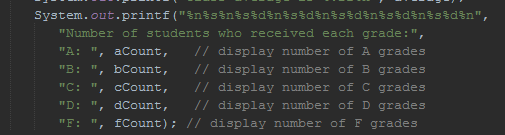 System.out.printf("%n%s%n%s%d%n%s%d%n%s%d%n%s%d%n%s%d%n",
"Number of students who received each grade:",
"A: ", aCount, // display number of A grades
"B: ", bCount, // display number of B grades
"C: ", cCount, // display number of C grades
"D: ", dCount, // display number of D grades
"F: ", fCount); // display number of F grades